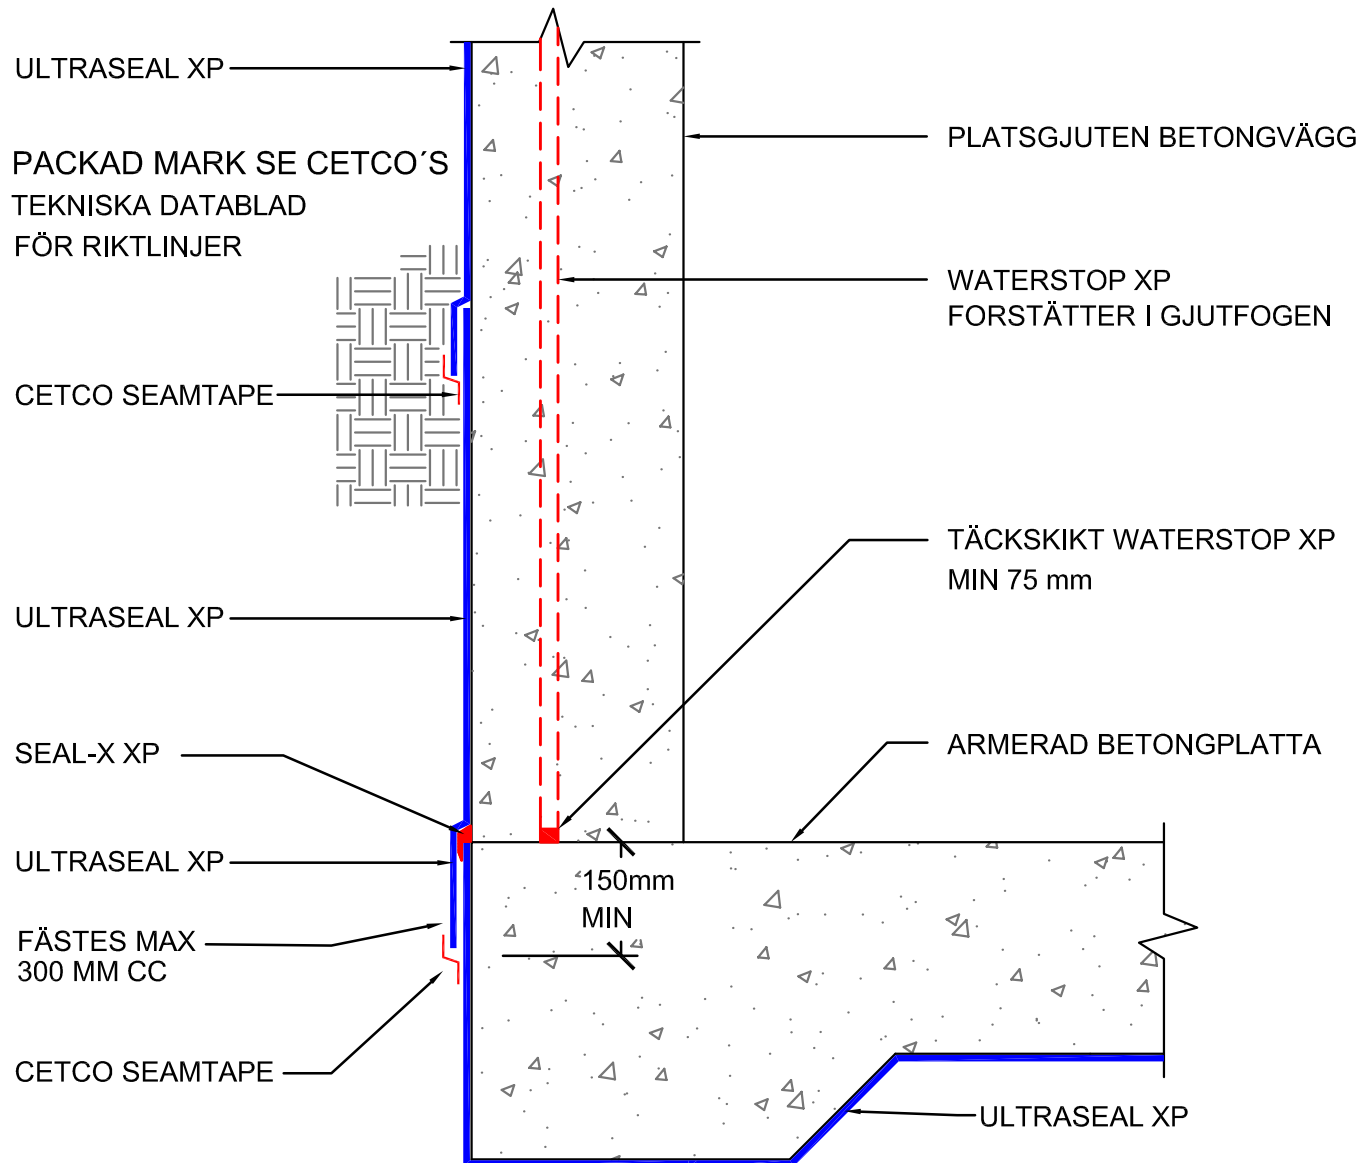 ULTRASEAL XP
PACKAD MARK SE CETCO´S
TEKNISKA DATABLAD
FÖR RIKTLINJER
CETCO SEAMTAPE
ULTRASEAL XP
SEAL-X XP
ULTRASEAL XP
FÄSTES MAX
300 MM CC
CETCO SEAMTAPE
PLATSGJUTEN BETONGVÄGG
WATERSTOP XP
FORSTÄTTER I GJUTFOGEN
TÄCKSKIKT WATERSTOP XP
MIN 75 mm
ARMERAD BETONGPLATTA
150mm
MIN
ULTRASEAL XP